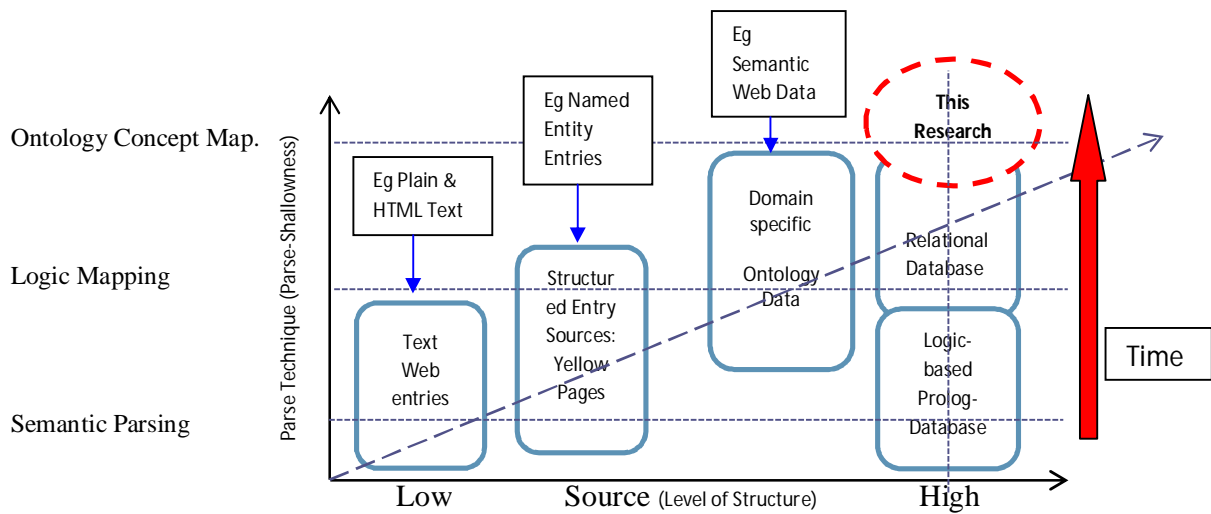 Ontology Concept Map.
Logic Mapping
Semantic Parsing
Parse Technique (Parse-Shallowness)
Eg Plain &
HTML Text
Eg Named
Entity
Entries
Eg
Semantic
Web Data
This
Research
Text
Web
entries
Structur
ed Entry
Sources:
Yellow
Pages
Domain
specific
Ontology
Data
Relational
Database
Logic-
based
Prolog-
Database
Time
Low
Source (Level of Structure)
High